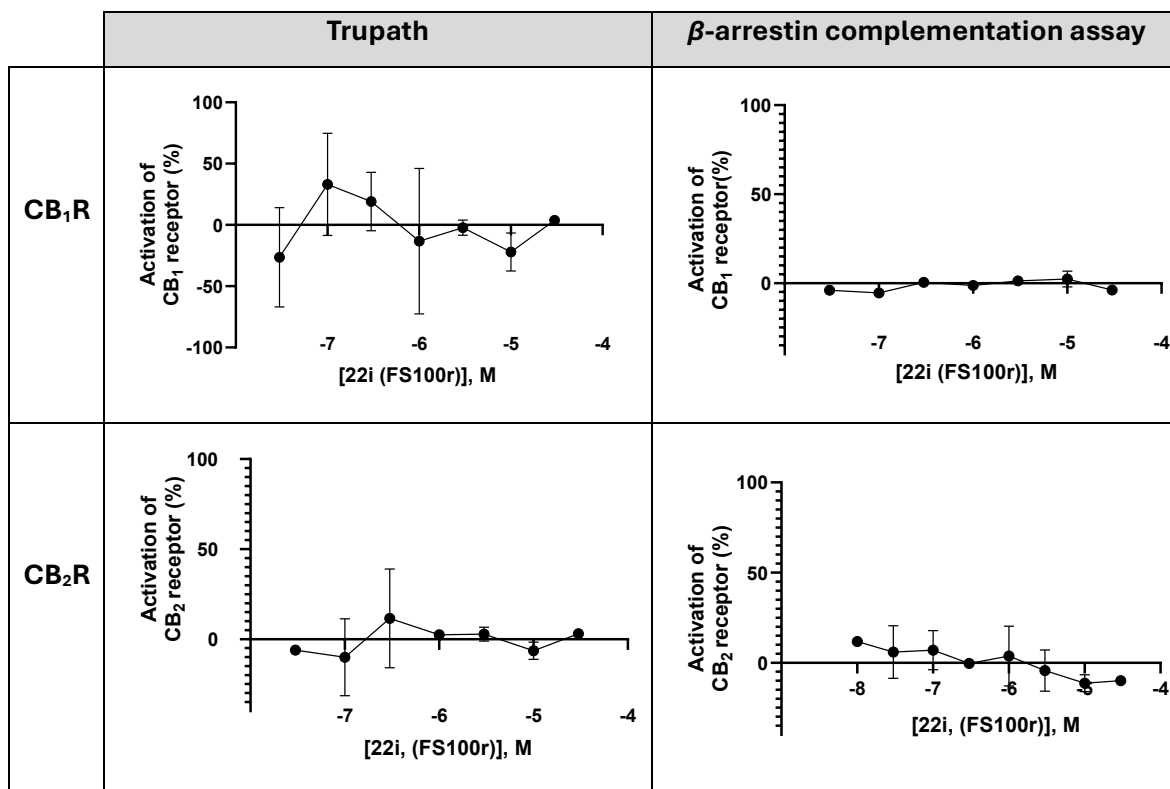 Trupath
β-arrestin complementation assay
CB₁R
Activation of
CB₁ receptor (%)
100
50
0
-50
-100
-7
-6
-5
-4
[22i (FS100r)], M
Activation of
CB₁ receptor(%)
100
50
0
-7
-6
-5
-4
[22i (FS100r)], M
CB₂R
Activation of
CB₂ receptor (%)
100
50
0
-7
-6
-5
-4
[22i, (FS100r)], M
Activation of
CB₂ receptor (%)
100
50
0
-8
-7
-6
-5
-4
[22i, (FS100r)], M